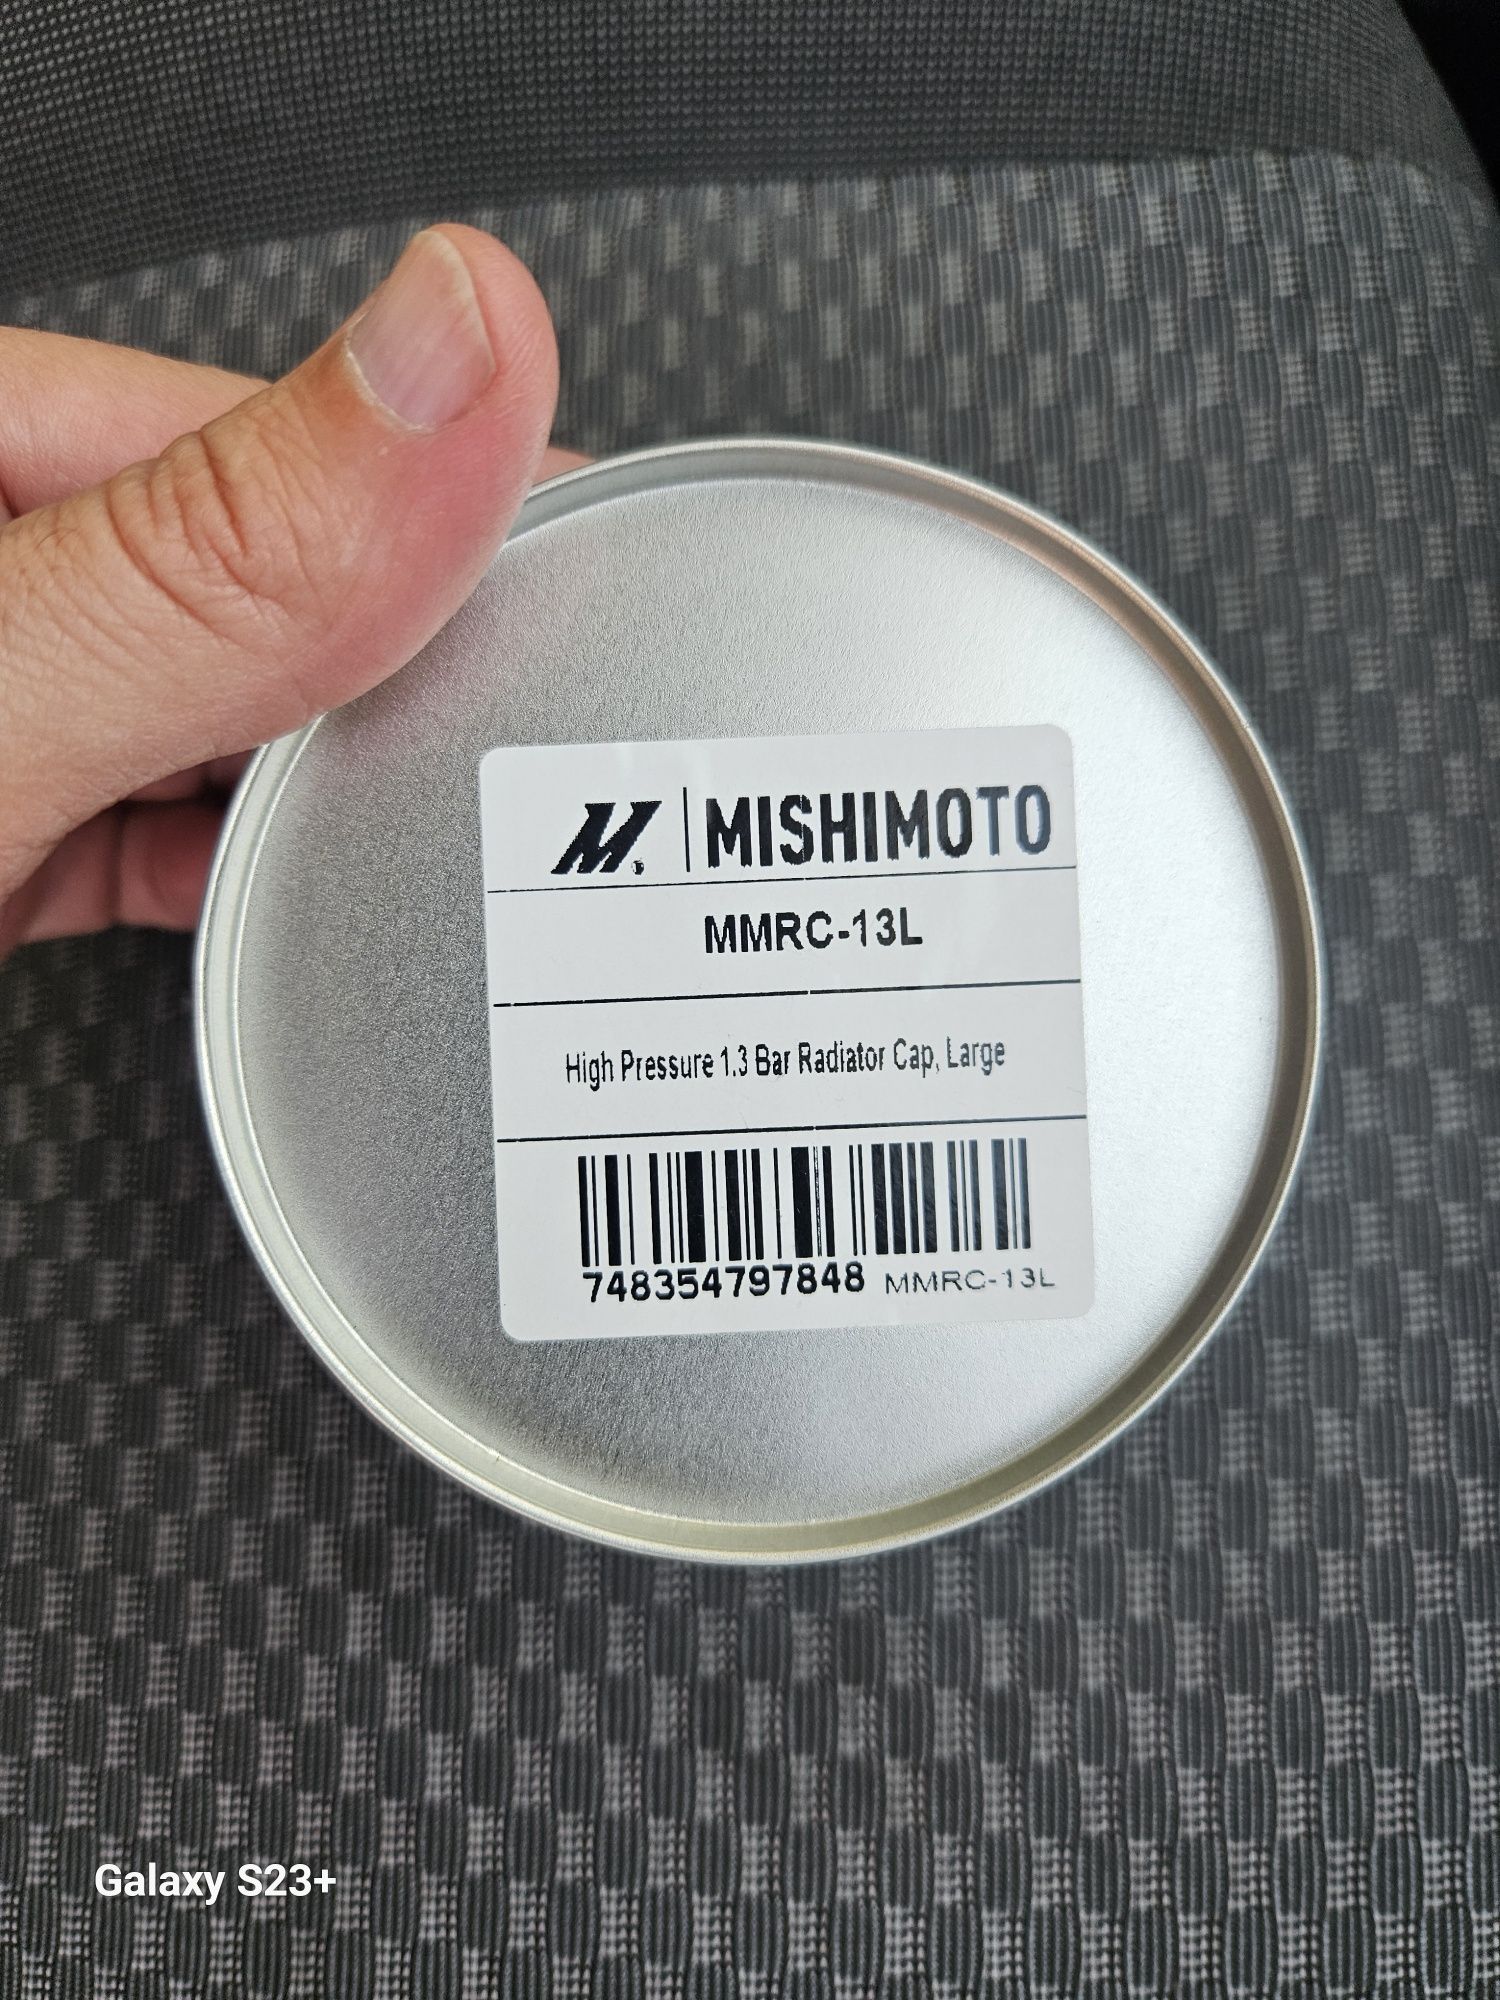 M. MISHIMOTO
MMRC-13L
High Pressure 1.3 Bar Radiator Cap, Large
748354797848 MMRC-13L
Galaxy S23+